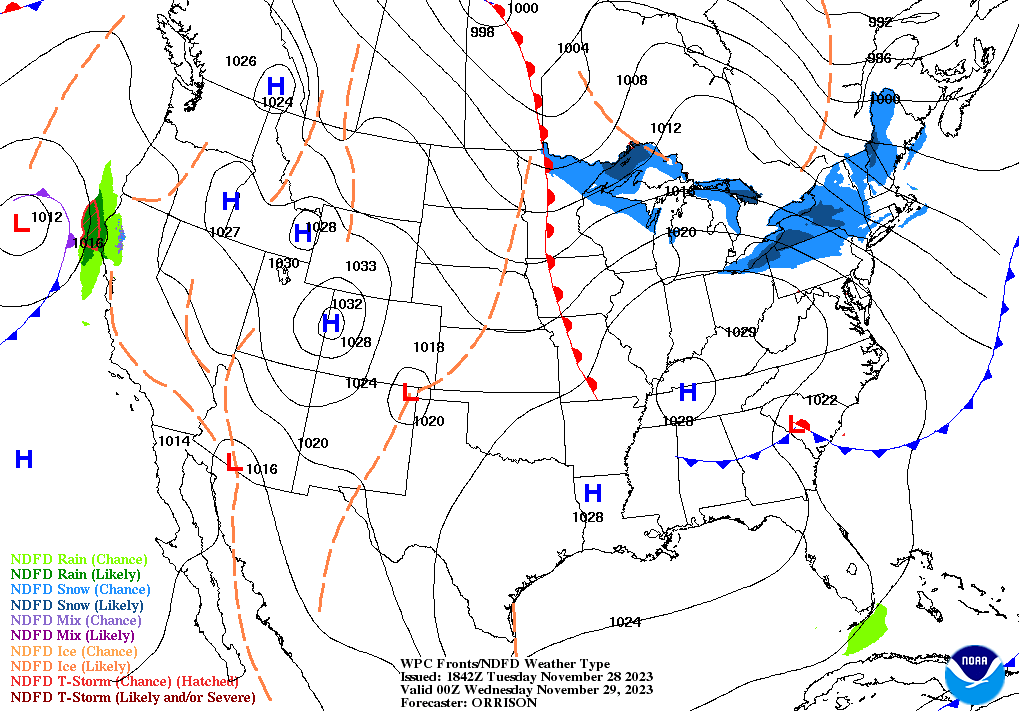 1000
992
998
1004
986
1026
H
1024
1008
1000
1012
H
1028
1027
H
L
1012
1016
1016
1020
1030
1033
1032
H
1028
1029
1018
1024
L
1020
H
1028
L
1022
1014
1020
L
1016
H
H
1028
1024
NDFD Rain (Chance)
NDFD Rain (Likely)
NDFD Snow (Chance)
NDFD Snow (Likely)
NDFD Mix (Chance)
NDFD Mix (Likely)
NDFD Ice (Chance)
NDFD Ice (Likely)
NDFD T-Storm (Chance) (Hatched)
NDFD T-Storm (Likely and/or Severe)
WPC Fronts/NDFD Weather Type
Issued: 1842Z Tuesday November 28 2023
Valid 00Z Wednesday November 29, 2023
Forecaster: ORRISON
NOAA